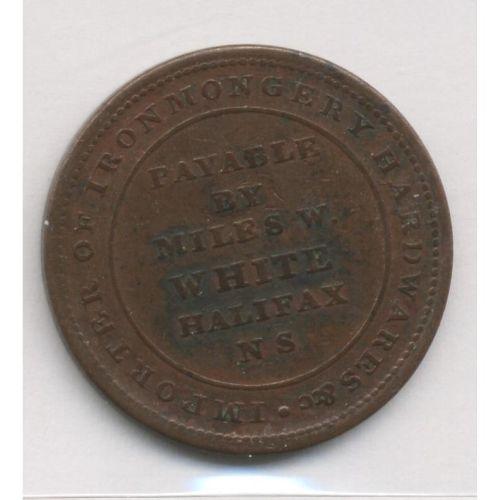 IMPORTER OF IRONMONGERY HARDWARES &c •
PAYABLE
BY
MILES W.
WHITE
HALIFAX
N S